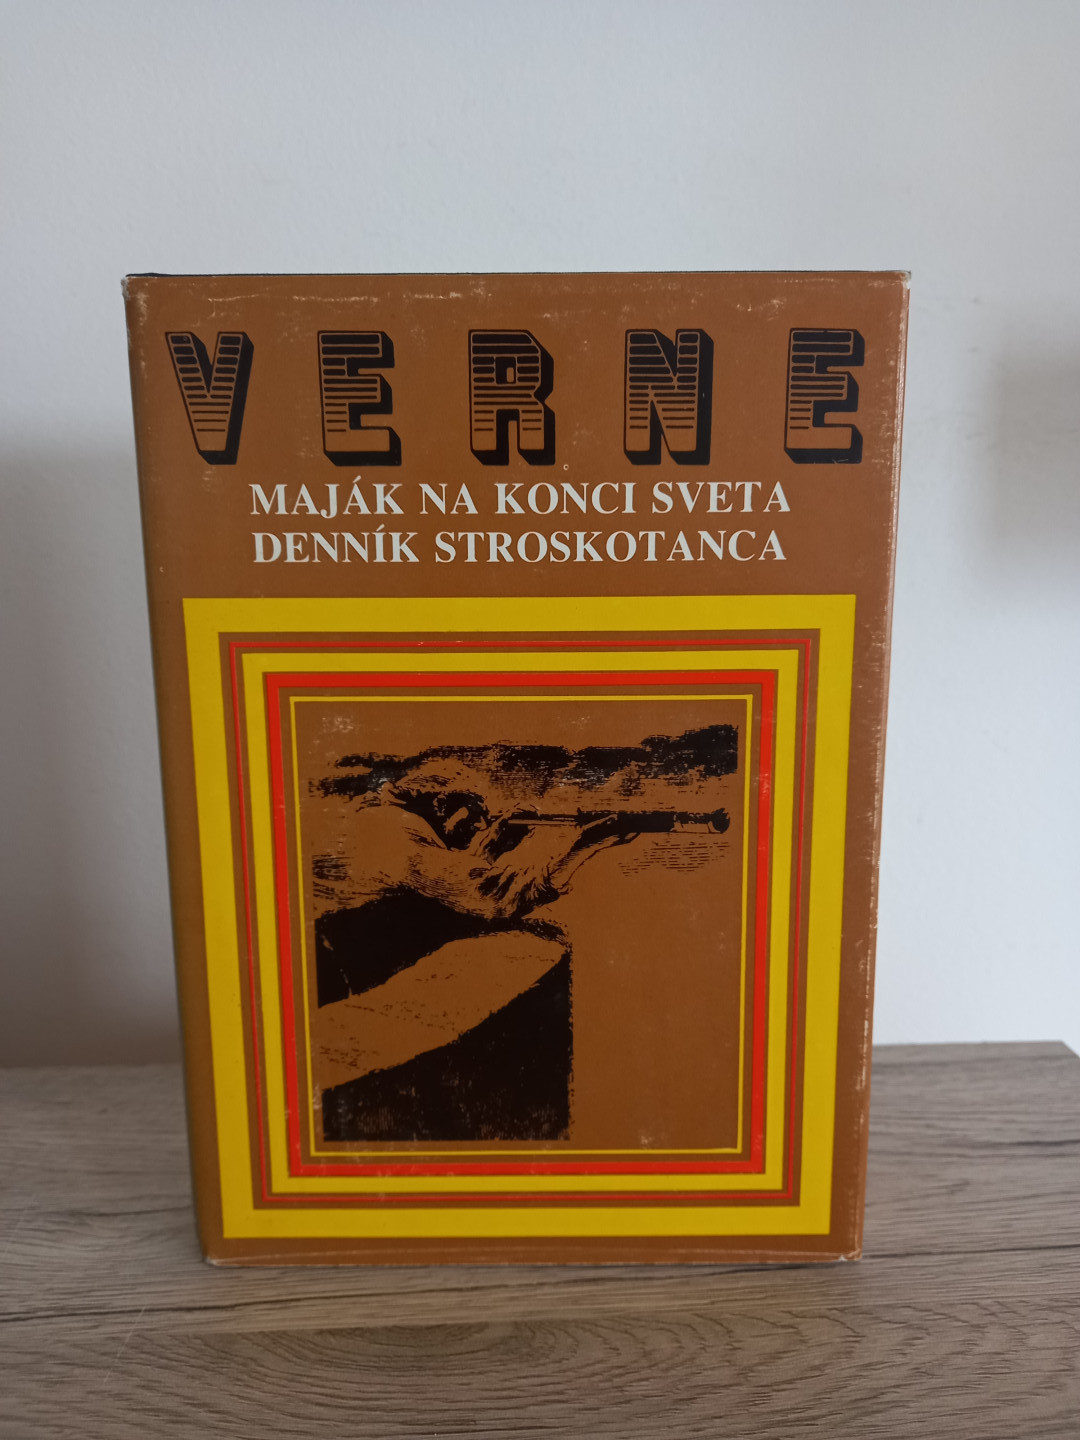 VERNE
MAJÁK NA KONCI SVETA
DENNÍK STROSKOTANCA